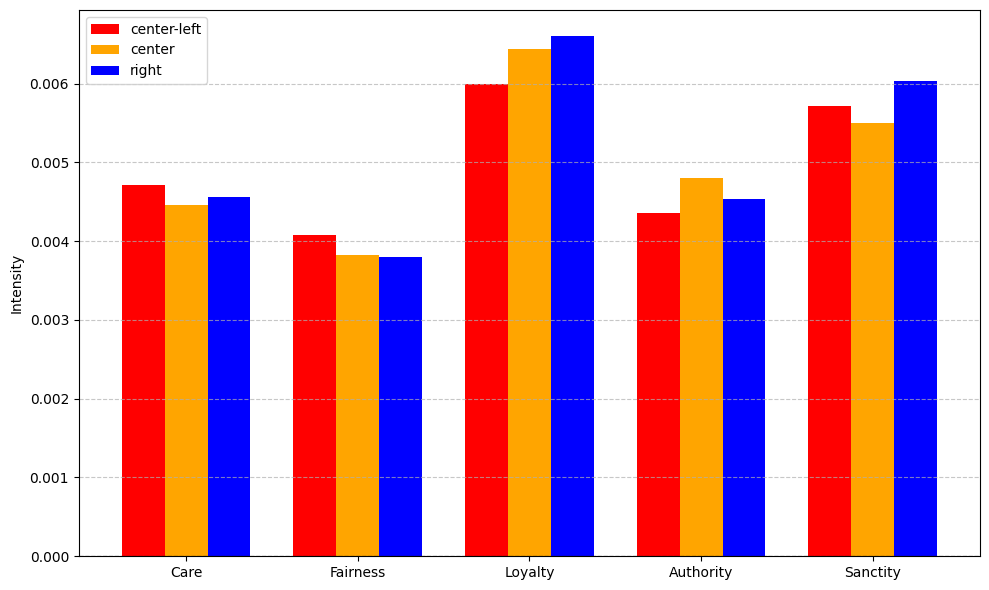 center-left
center
right
Intensity
0.006
0.005
0.004
0.003
0.002
0.001
0.000
Care Fairness Loyalty Authority Sanctity